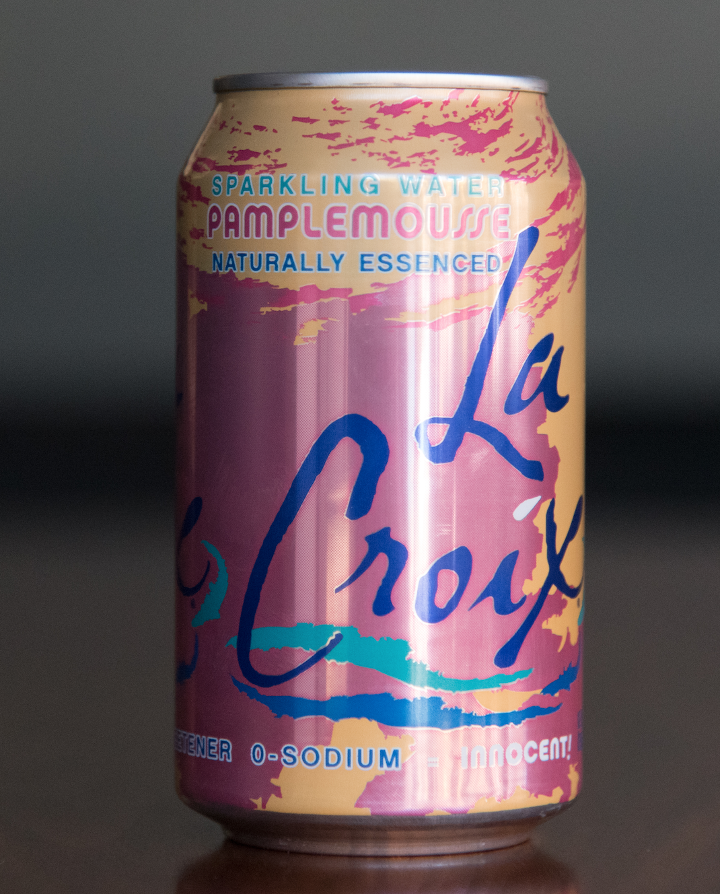 SPARKLING WATER
PAMPLEMOUSSE
NATURALLY ESSENCED
La
Croix
0-SODIUM = INNOCENT!